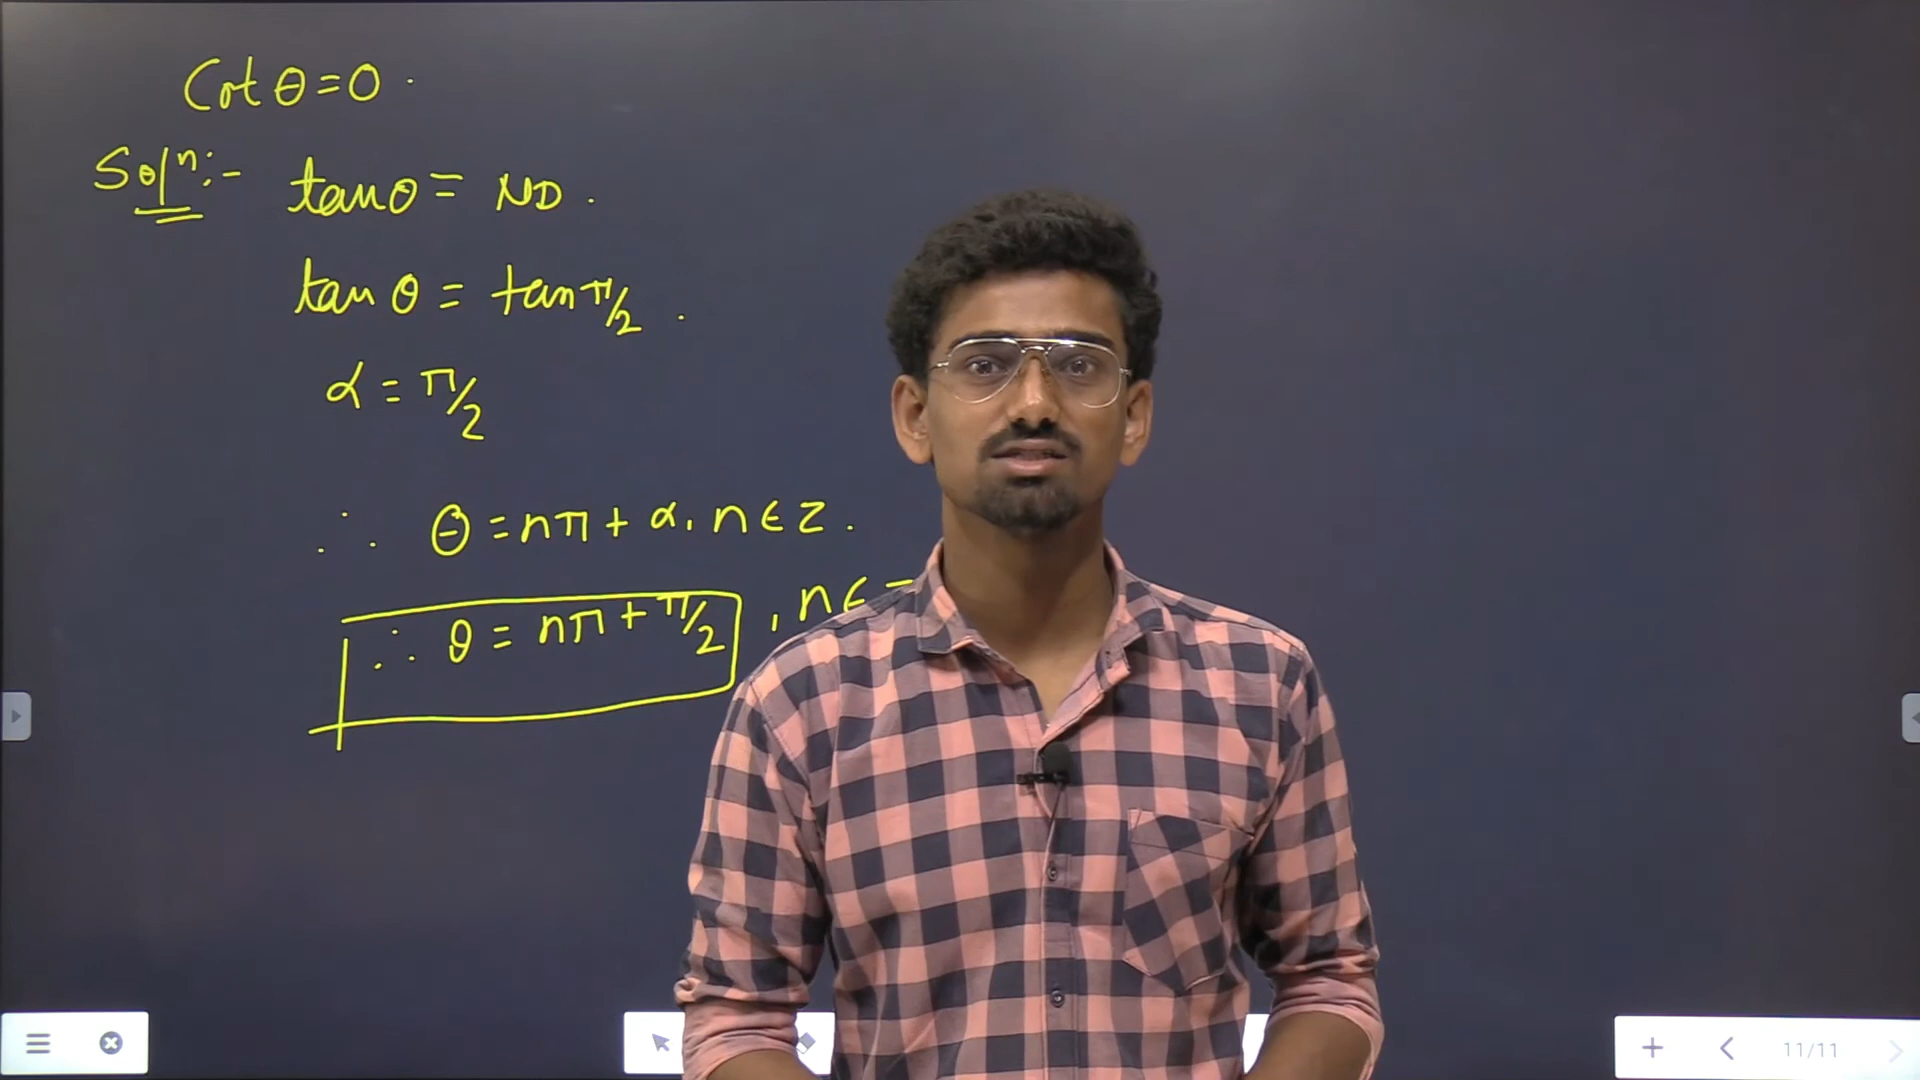 Cot θ = 0.
Solⁿ:- tan θ = ND.
tan θ = tan π/2.
α = π/2
∴ θ = nπ + α, n ∈ Z.
∴ θ = nπ + π/2, n ∈
11/11